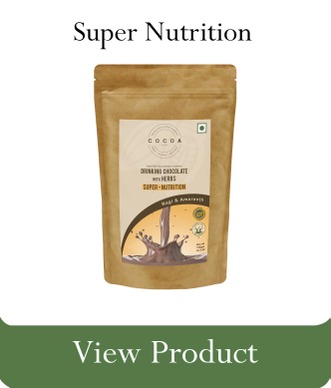 Super Nutrition
COCOA
DRINKING CHOCOLATE
WITH HERBS
SUPER - NUTRITION
Ragi & Amaranth
View Product